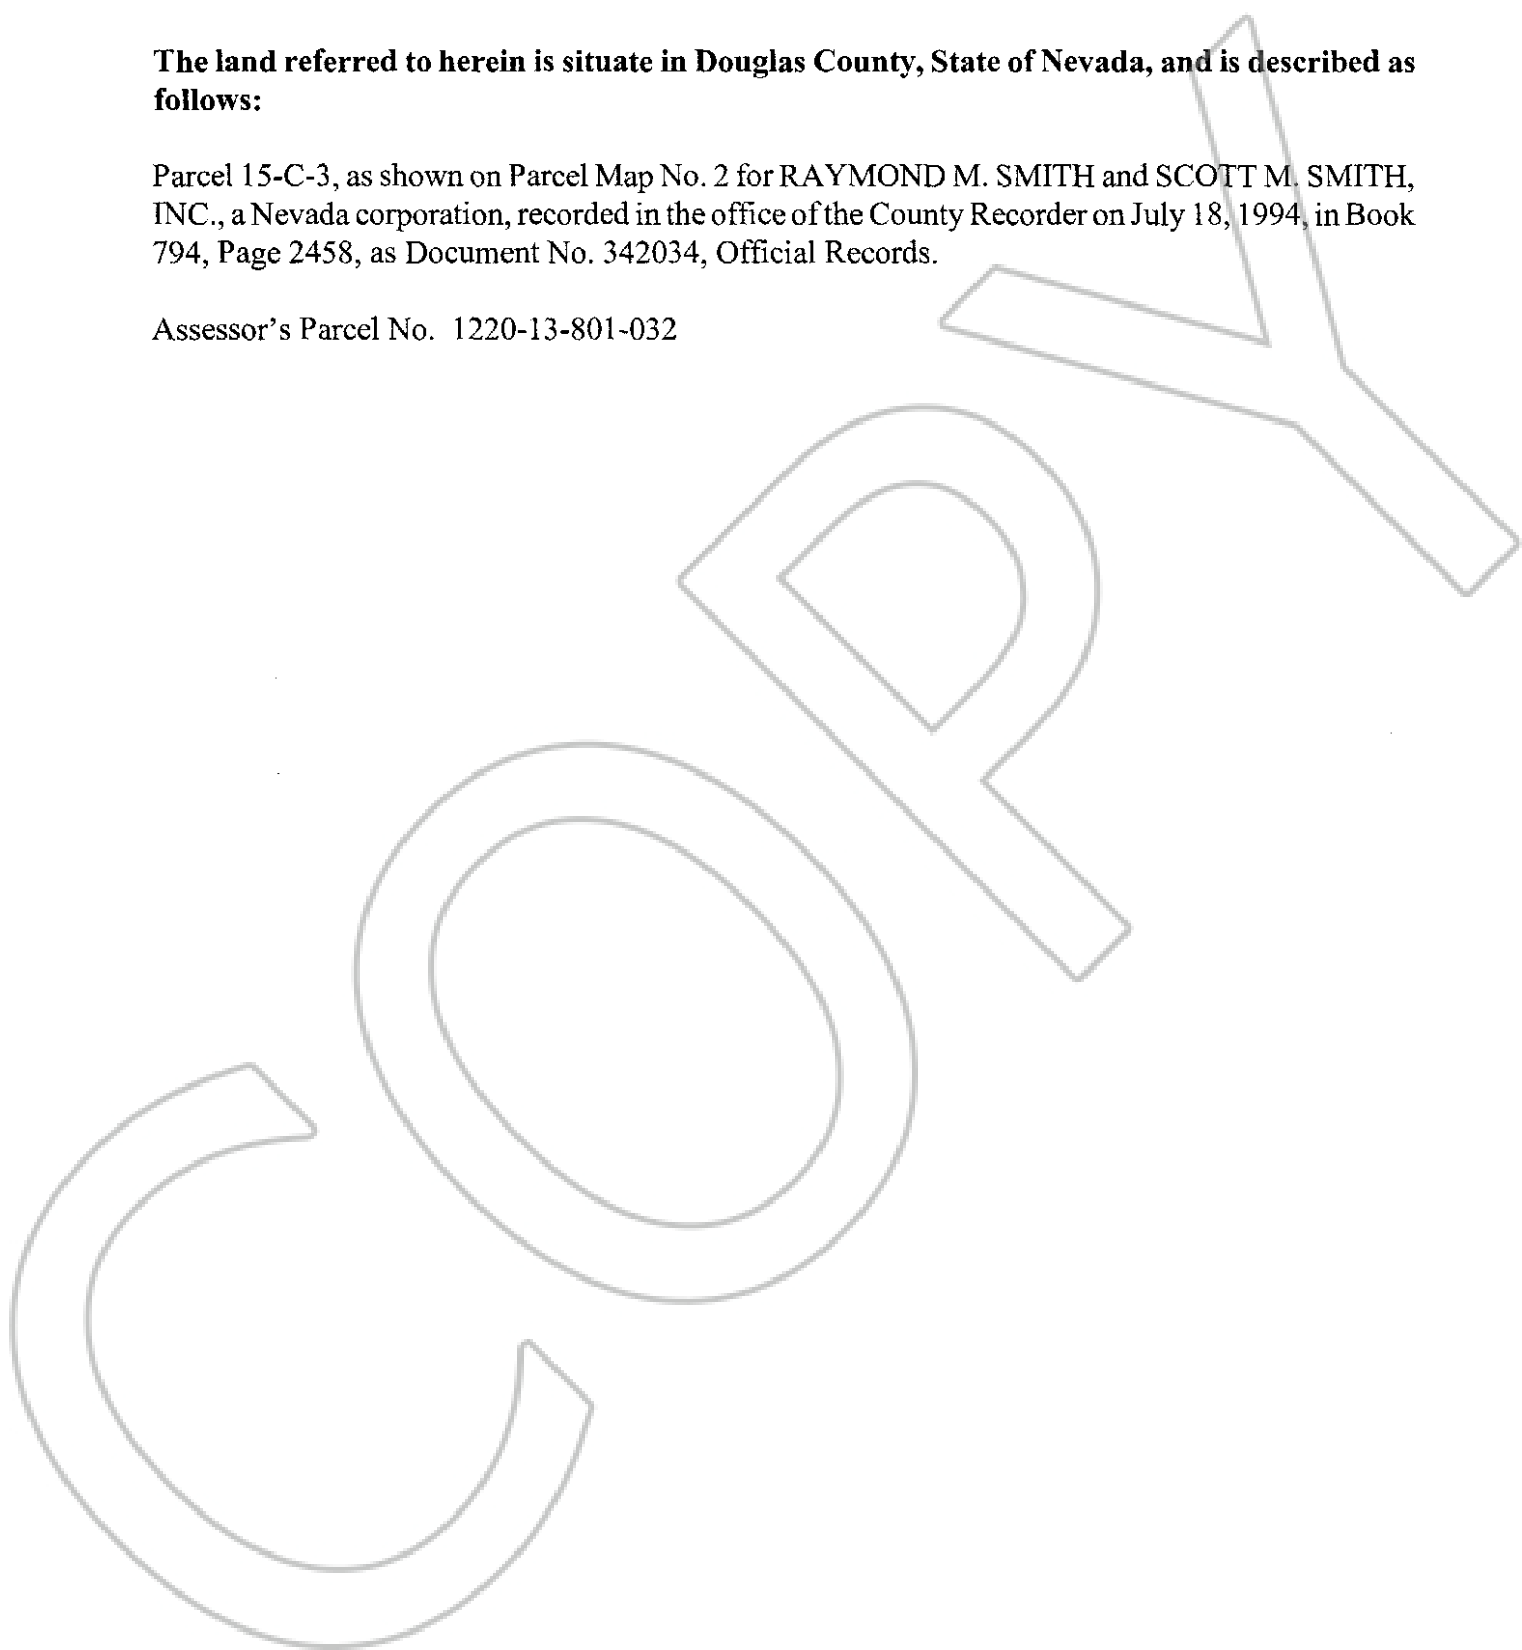 The land referred to herein is situate in Douglas County, State of Nevada, and is described as
follows:
Parcel 15-C-3, as shown on Parcel Map No. 2 for RAYMOND M. SMITH and SCOTT M. SMITH,
INC., a Nevada corporation, recorded in the office of the County Recorder on July 18, 1994, in Book
794, Page 2458, as Document No. 342034, Official Records.
Assessor's Parcel No. 1220-13-801-032
COPY